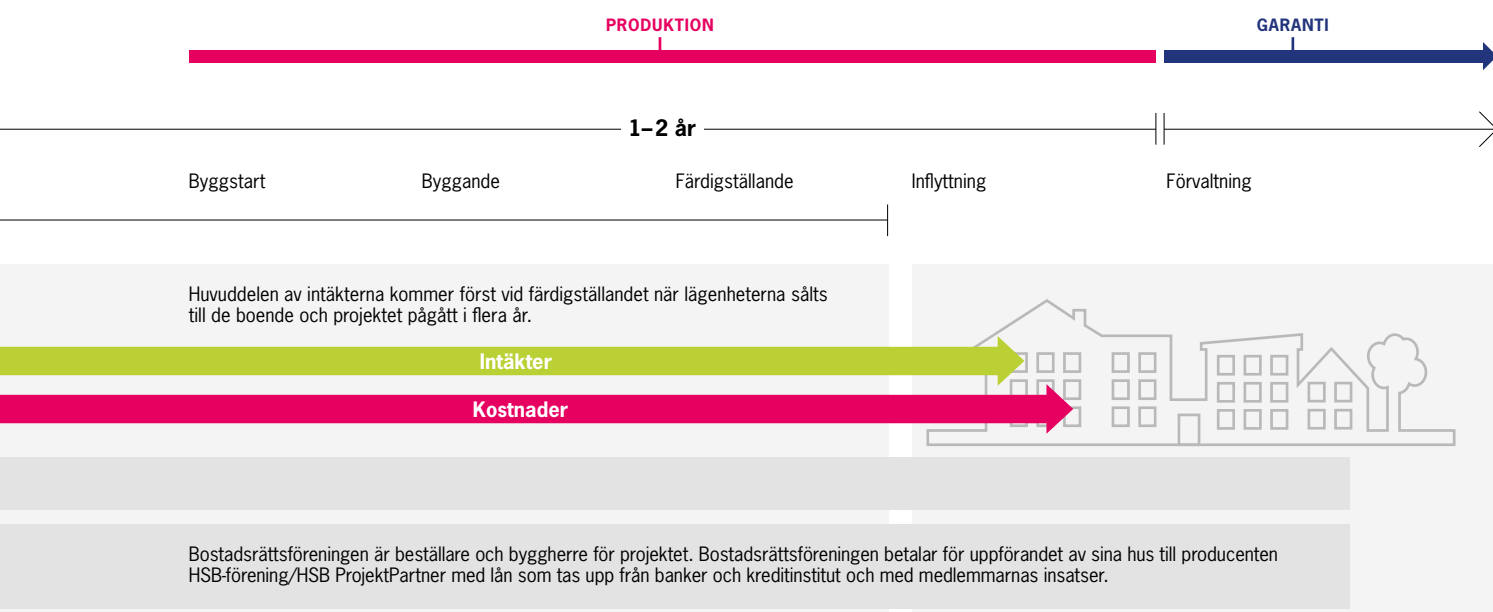 PRODUKTION
GARANTI
1–2 år
Byggstart
Byggande
Färdigställande
Inflyttning
Förvaltning
Huvuddelen av intäkterna kommer först vid färdigställandet när lägenheterna sålts
till de boende och projektet pågått i flera år.
Intäkter
Kostnader
Bostadsrättsföreningen är beställare och byggherre för projektet. Bostadsrättsföreningen betalar för uppförandet av sina hus till producenten
HSB-förening/HSB ProjektPartner med lån som tas upp från banker och kreditinstitut och med medlemmarnas insatser.